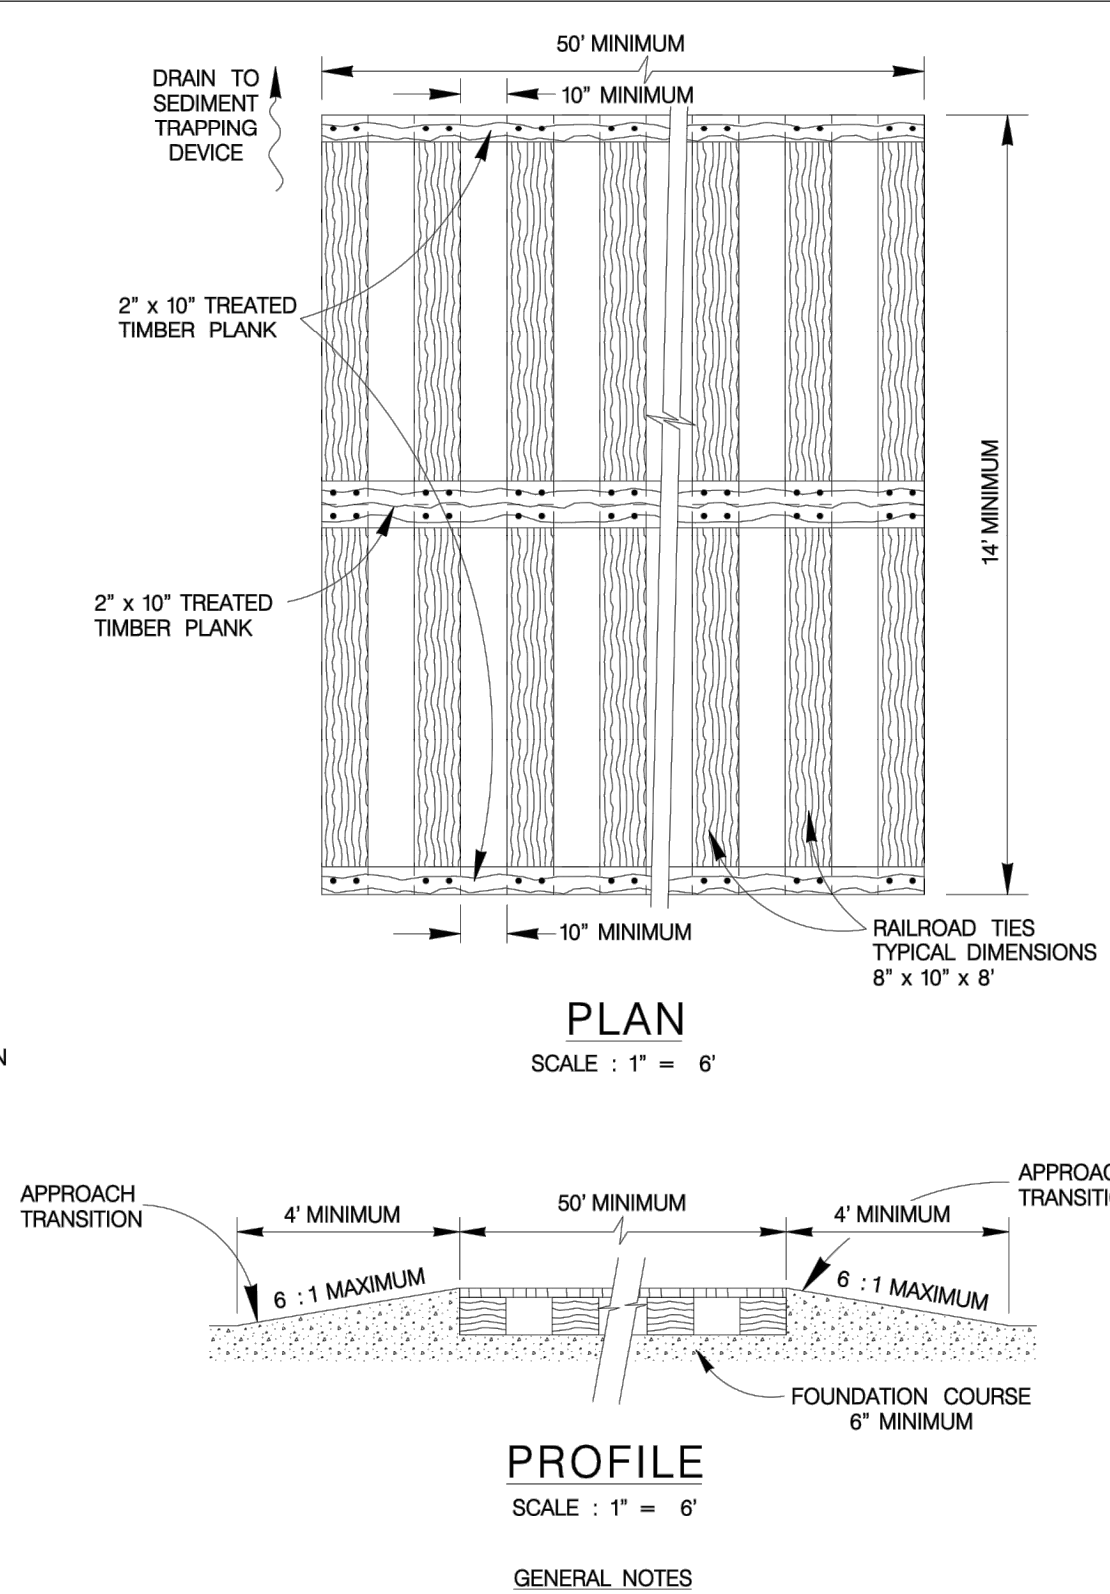 50' MINIMUM
DRAIN TO
SEDIMENT
TRAPPING
DEVICE
10" MINIMUM
2" x 10" TREATED
TIMBER PLANK
14' MINIMUM
2" x 10" TREATED
TIMBER PLANK
10" MINIMUM
RAILROAD TIES
TYPICAL DIMENSIONS
8" x 10" x 8'
PLAN
SCALE : 1" = 6'
N
APPROACH
TRANSITION
4' MINIMUM
50' MINIMUM
4' MINIMUM
APPROAC
TRANSITI
6 : 1 MAXIMUM
6 : 1 MAXIMUM
FOUNDATION COURSE
6" MINIMUM
PROFILE
SCALE : 1" = 6'
GENERAL NOTES